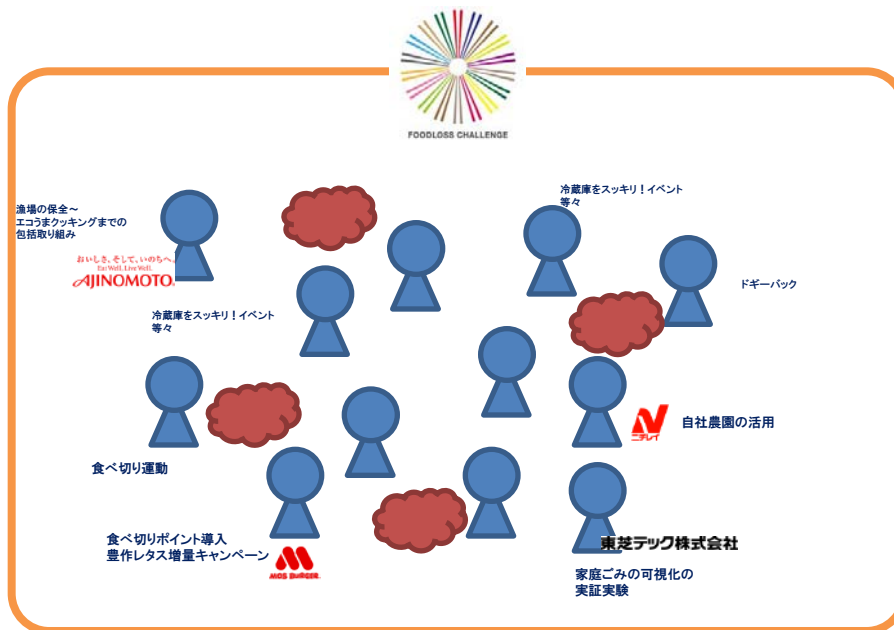 FOODLOSS CHALLENGE
冷蔵庫をスッキリ！イベント
等々
漁場の保全～
エコうまクッキングまでの
包括取り組み
おいしさ、そして、いのちへ。
Eat Well, Live Well.
AJINOMOTO
ドギーバック
冷蔵庫をスッキリ！イベント
等々
ニチレイ
自社農園の活用
食べ切り運動
食べ切りポイント導入
豊作レタス増量キャンペーン
MOS BURGER
東芝テック株式会社
家庭ごみの可視化の
実証実験